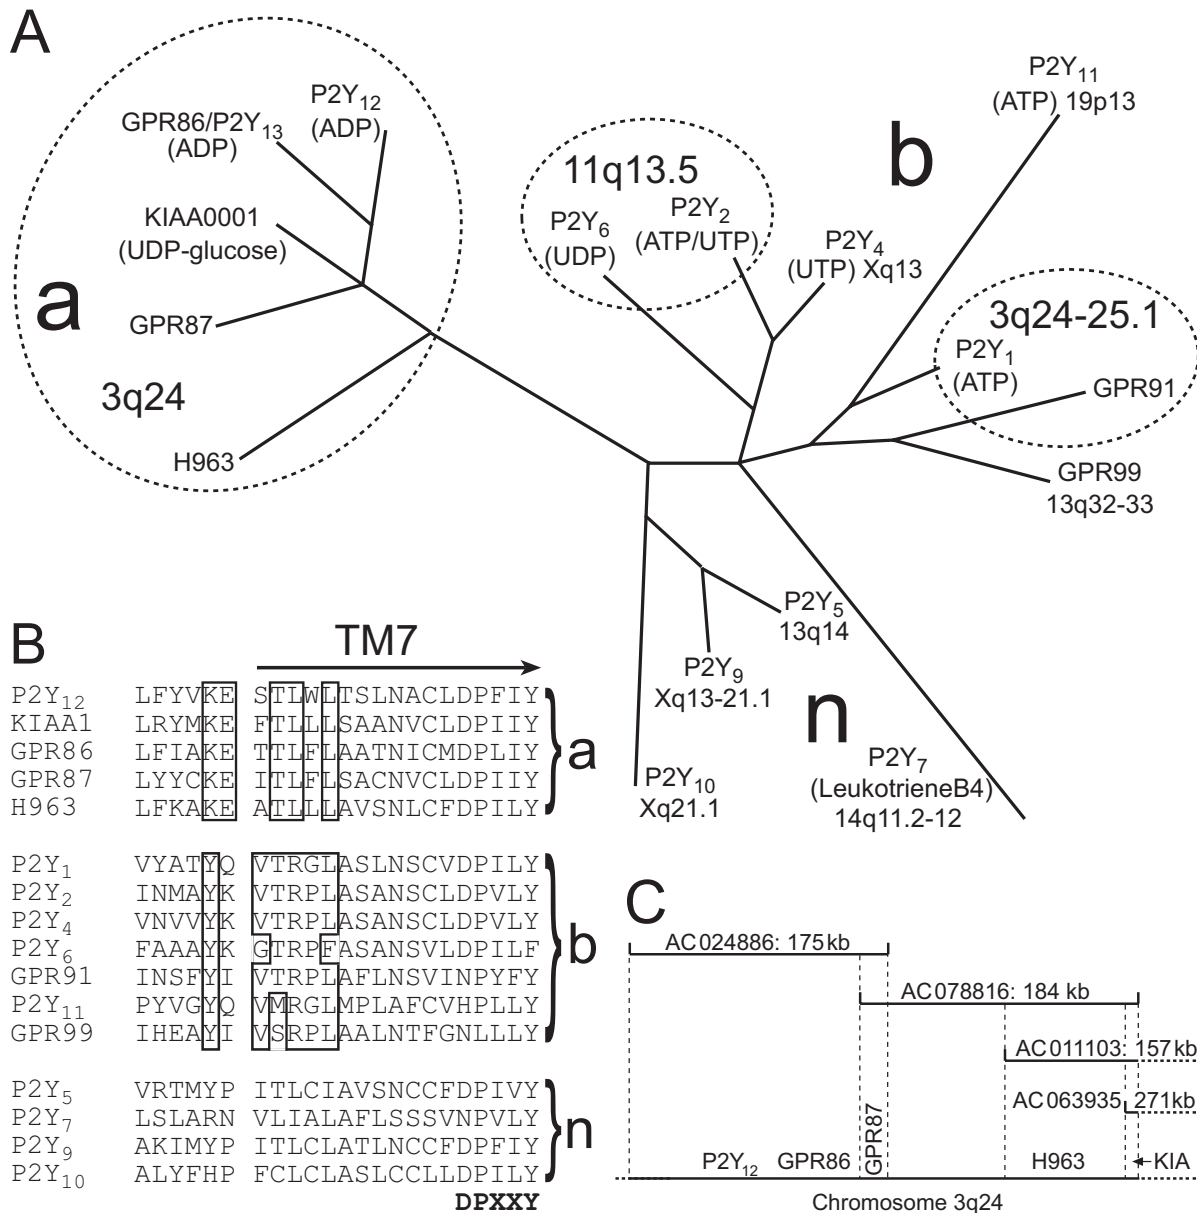 A
P2Y12
(ADP)
GPR86/P2Y13
(ADP)
KIAA0001
(UDP-glucose)
a
GPR87
3q24
H963
11q13.5
P2Y6
(UDP)
P2Y2
(ATP/UTP)
P2Y4
(UTP) Xq13
b
P2Y11
(ATP) 19p13
3q24-25.1
P2Y1
(ATP)
GPR91
GPR99
13q32-33
P2Y5
13q14
P2Y9
Xq13-21.1
P2Y10
Xq21.1
n
P2Y7
(LeukotrieneB4)
14q11.2-12
B
TM7
P2Y12 LFYVKE STLWLTSLNACLDPFIY
KIAA1 LRYMKE FTLLLSAANVCLDPIIY
GPR86 LFIAKE TTLFLAATNICMDPLIY
GPR87 LYYCKE ITLFLSACNVCLDPIIY
H963 LFKAKE ATLLLAVSNLCFDPIIY
a
P2Y1 VYATYQ VTRGLASLNSCVDPILY
P2Y2 INMAYK VTRPLASANSCLDPVLY
P2Y4 VNVVYK VTRPLASANSCLDPVLY
P2Y6 FAAAYK GTRPFASANSVLDPILF
GPR91 INSFYI VTRPLAFLNSVINPYFY
P2Y11 PYVGYQ VMRGLMPLAFCVHPLLY
GPR99 IHEAYI VSRPLAALNTFGNLLLY
b
P2Y5 VRTMYP ITLCIAVSNCCFDPIVY
P2Y7 LSLARN VLIALAFLSSSVNPVLY
P2Y9 AKIMYP ITLCLATLNCCFDPFIY
P2Y10 ALYFHP FCLCLASLCCLLDPILY
n
DPXXY
C
AC024886: 175kb
AC078816: 184 kb
AC011103: 157kb
AC063935 271kb
P2Y12 GPR86 GPR87 H963 KIA
Chromosome 3q24